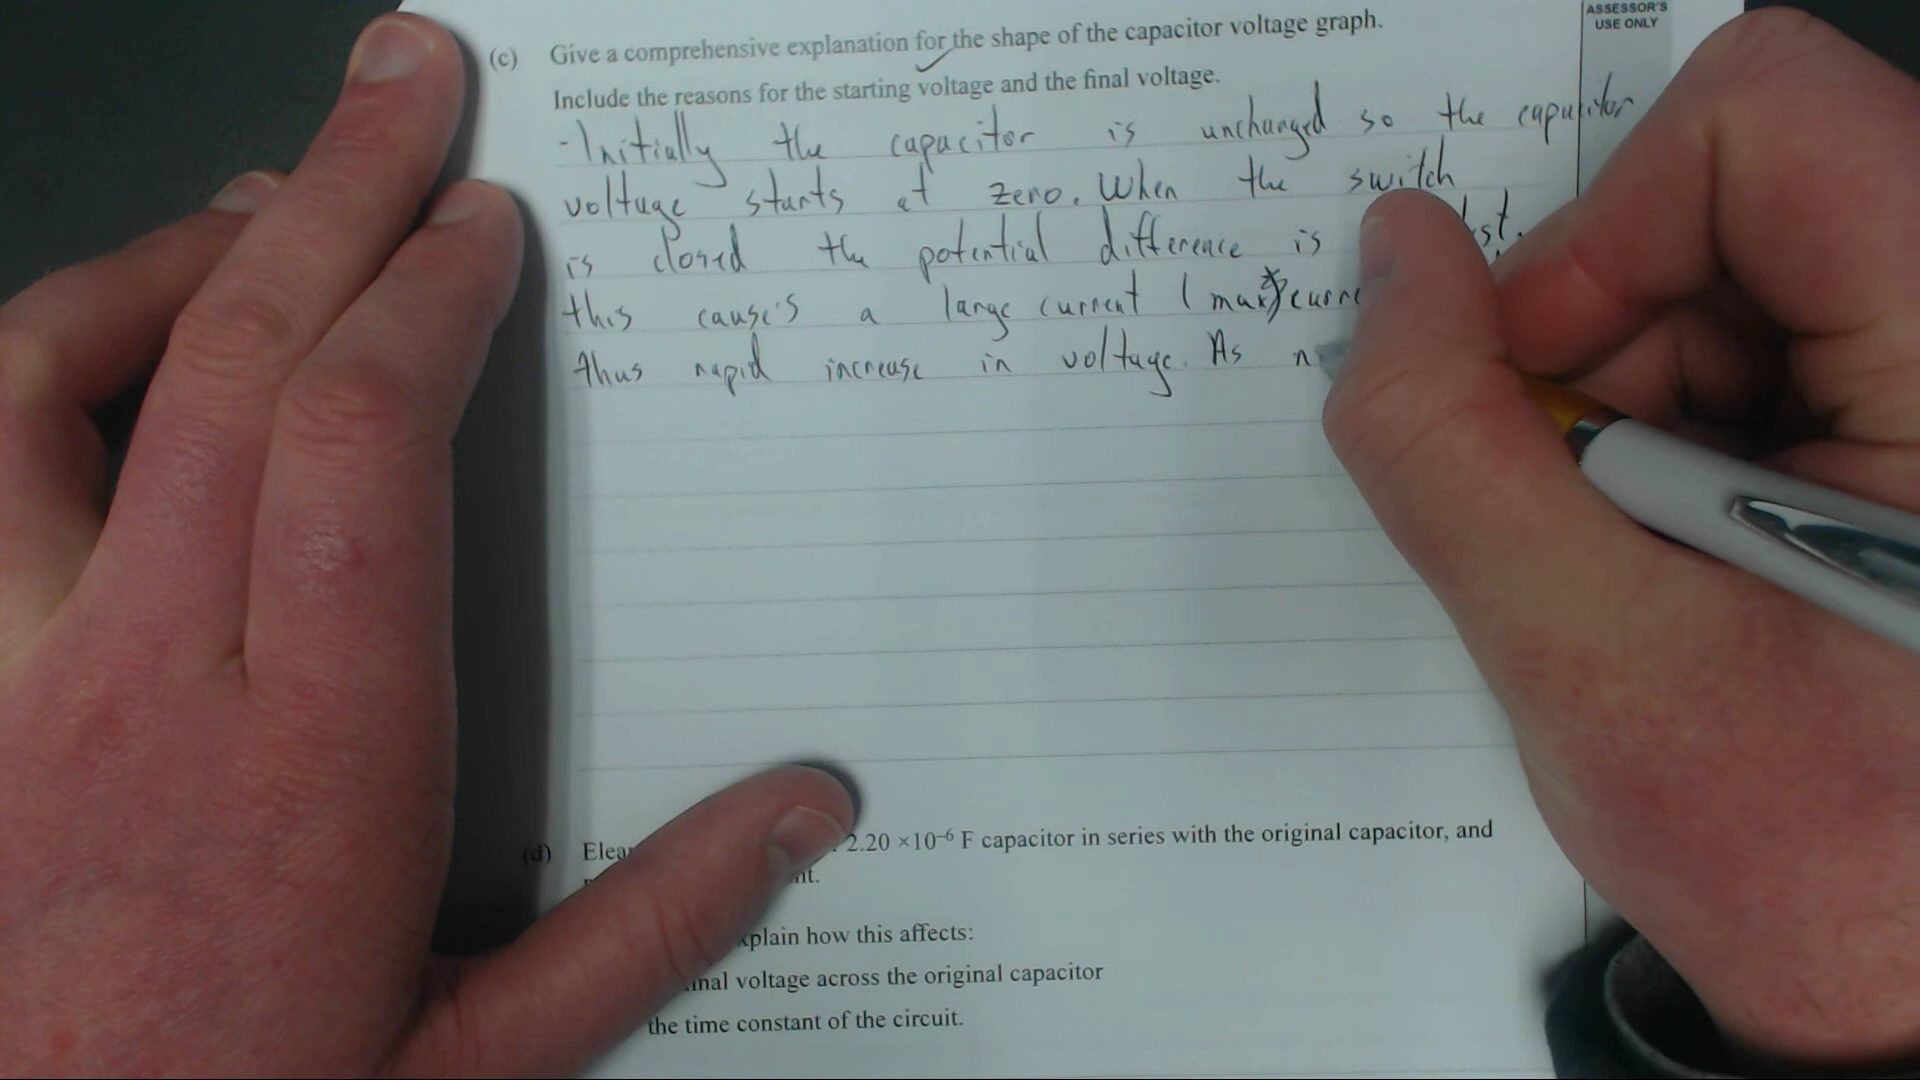 ASSESSOR'S
USE ONLY
(c) Give a comprehensive explanation for the shape of the capacitor voltage graph.
Include the reasons for the starting voltage and the final voltage.
- Initially the capacitor is uncharged so the capacitor
voltage starts at zero. When the switch
is closed the potential difference is
this cause's a large current (max
thus rapid increase in voltage. As
(d)
2.20 ×10⁻⁶ F capacitor in series with the original capacitor, and
how this affects:
voltage across the original capacitor
the time constant of the circuit.